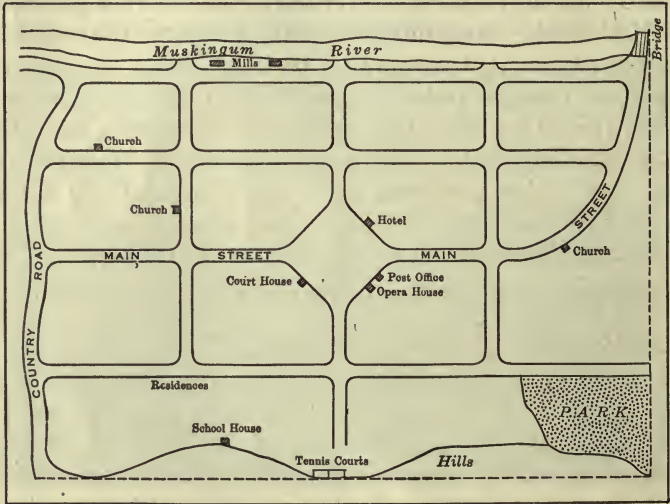 Muskingum River
Bridge
Mills
Church
Church
Hotel
STREET
MAIN STREET MAIN
Church
ROAD
Court House
Post Office
Opera House
COUNTRY
Residences
PARK
School House
Tennis Courts
Hills